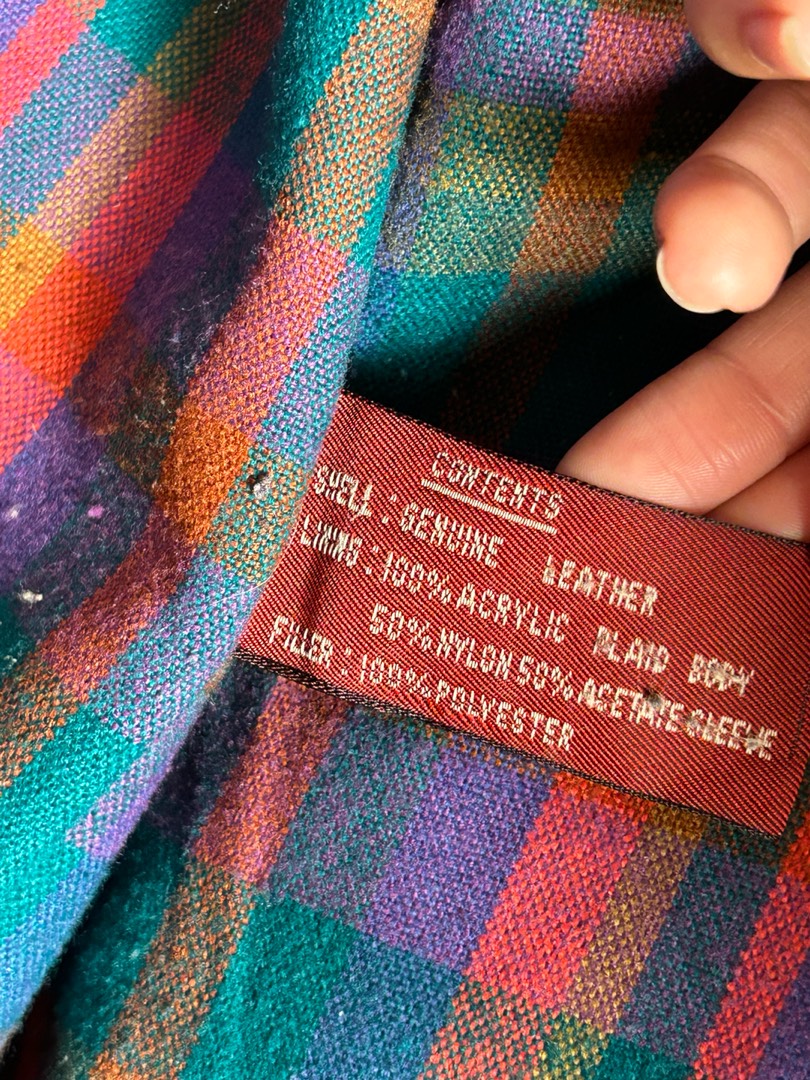 CONTENTS
SHELL : GENUINE LEATHER
LINING : 100% ACRYLIC PLAID BODY
50% NYLON 50% ACETATE SLEEVE
FILLER : 100% POLYESTER